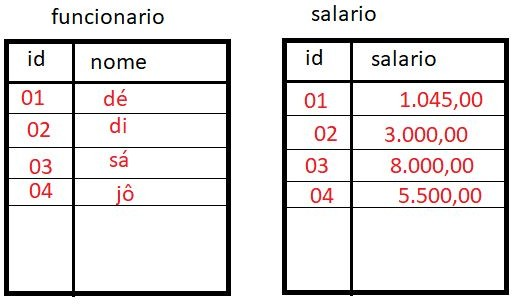 funcionario
id nome
01 dé
02 di
03 sá
04 jô
salario
id salario
01 1.045,00
02 3.000,00
03 8.000,00
04 5.500,00